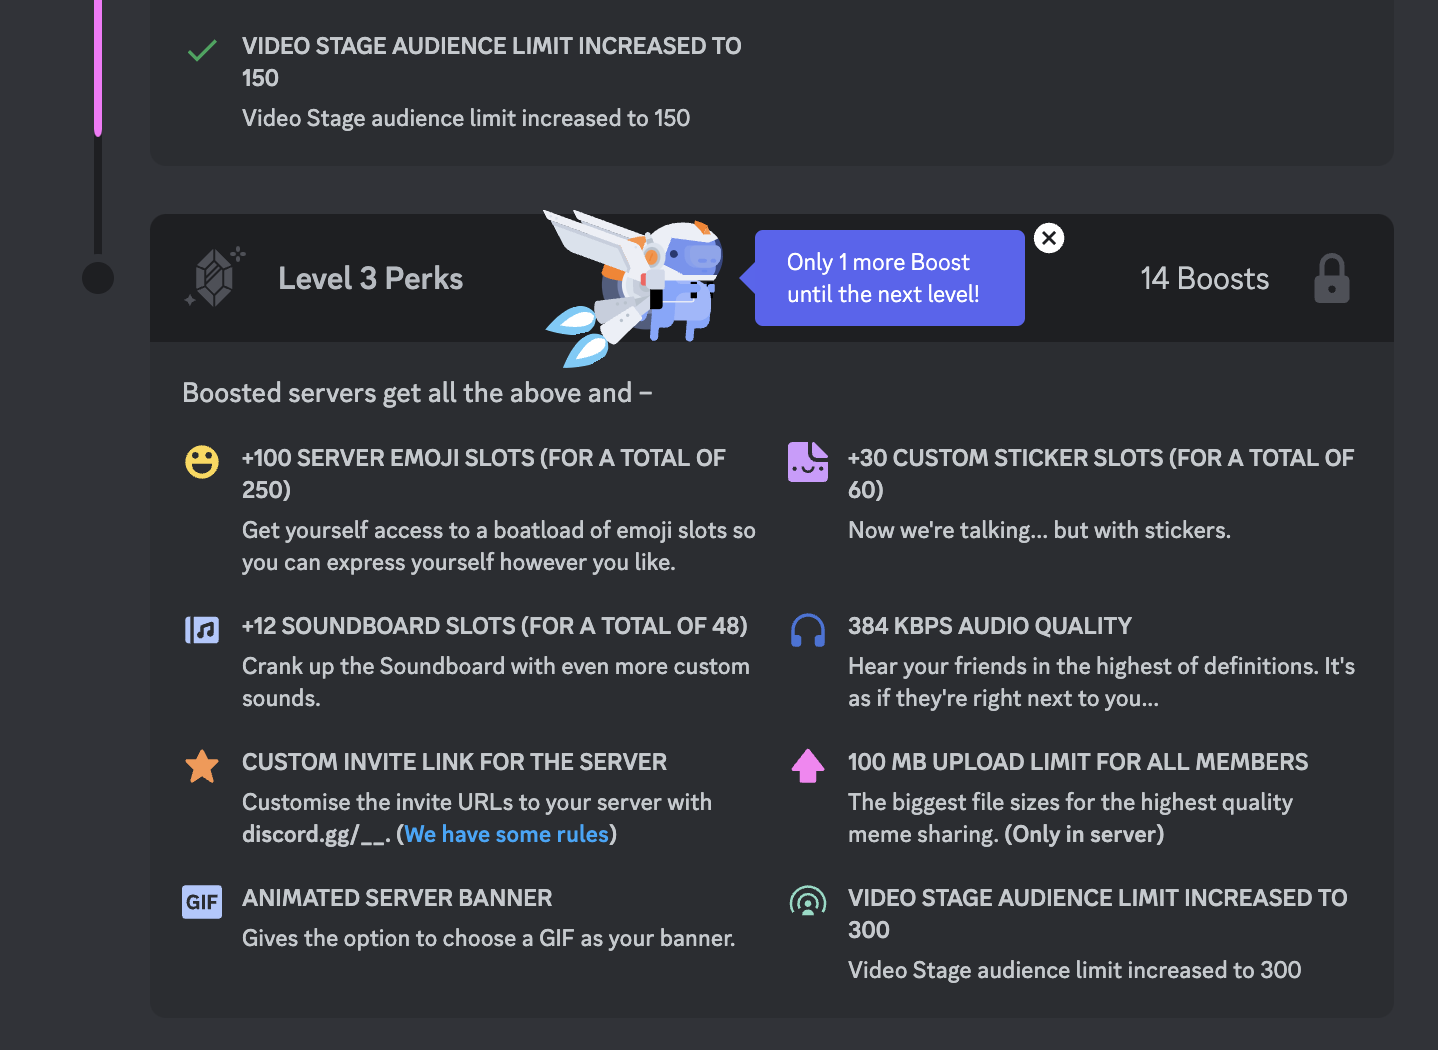 VIDEO STAGE AUDIENCE LIMIT INCREASED TO
150
Video Stage audience limit increased to 150
Level 3 Perks
Only 1 more Boost
until the next level!
14 Boosts
Boosted servers get all the above and –
+100 SERVER EMOJI SLOTS (FOR A TOTAL OF
250)
Get yourself access to a boatload of emoji slots so
you can express yourself however you like.
+30 CUSTOM STICKER SLOTS (FOR A TOTAL OF
60)
Now we're talking... but with stickers.
+12 SOUNDBOARD SLOTS (FOR A TOTAL OF 48)
Crank up the Soundboard with even more custom
sounds.
384 KBPS AUDIO QUALITY
Hear your friends in the highest of definitions. It's
as if they're right next to you...
CUSTOM INVITE LINK FOR THE SERVER
Customise the invite URLs to your server with
discord.gg/__. (We have some rules)
100 MB UPLOAD LIMIT FOR ALL MEMBERS
The biggest file sizes for the highest quality
meme sharing. (Only in server)
GIF
ANIMATED SERVER BANNER
Gives the option to choose a GIF as your banner.
VIDEO STAGE AUDIENCE LIMIT INCREASED TO
300
Video Stage audience limit increased to 300